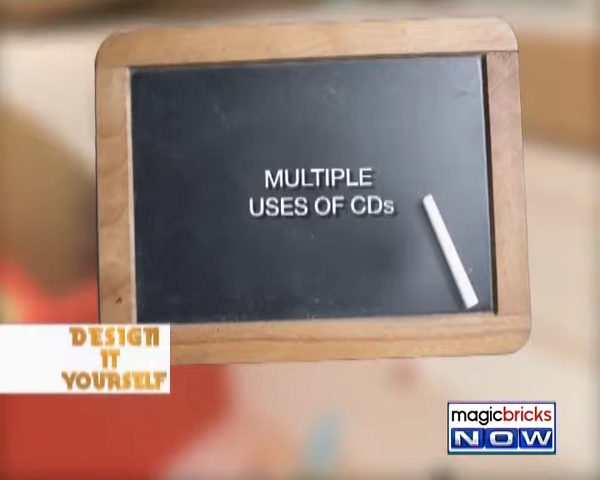 MULTIPLE
USES OF CDs
DESIGN
IT
YOURSELF
magicbricks
NOW